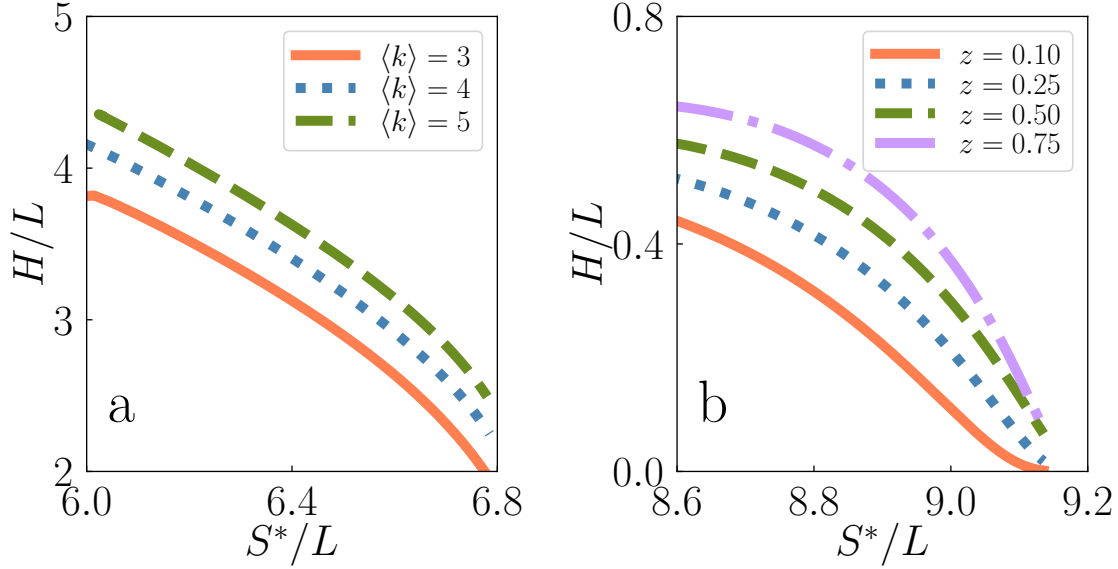 5
4
3
2
H/L
6.0 6.4 6.8
S*/L
⟨k⟩ = 3
⟨k⟩ = 4
⟨k⟩ = 5
a
0.8
0.4
0.0
H/L
8.6 8.8 9.0 9.2
S*/L
z = 0.10
z = 0.25
z = 0.50
z = 0.75
b